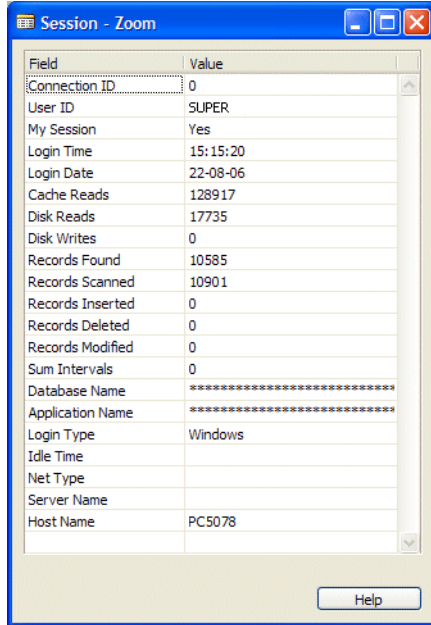 Session - Zoom
Field Value
Connection ID 0
User ID SUPER
My Session Yes
Login Time 15:15:20
Login Date 22-08-06
Cache Reads 128917
Disk Reads 17735
Disk Writes 0
Records Found 10585
Records Scanned 10901
Records Inserted 0
Records Deleted 0
Records Modified 0
Sum Intervals 0
Database Name ****************************
Application Name ****************************
Login Type Windows
Idle Time
Net Type
Server Name
Host Name PC5078
Help